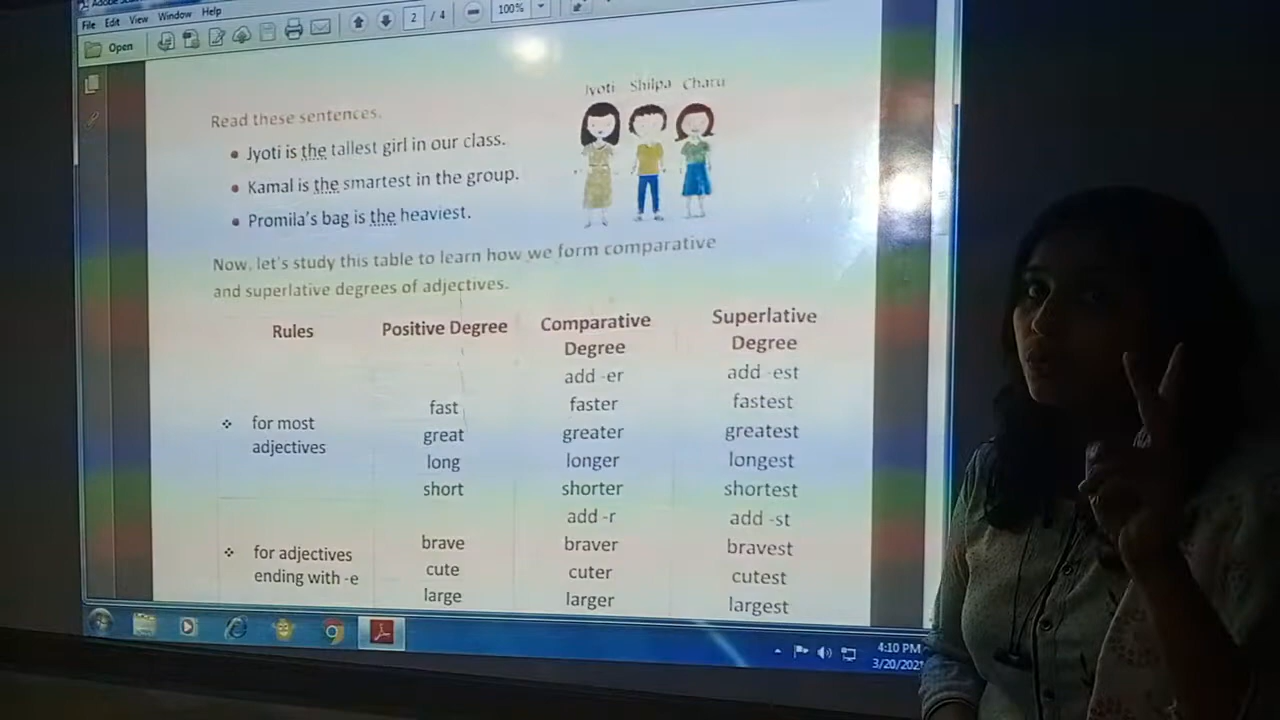 File Edit View Window Help
Open
2 / 4
100%
Jyoti Shilpa Charu
Read these sentences.
• Jyoti is the tallest girl in our class.
• Kamal is the smartest in the group.
• Promila's bag is the heaviest.
Now, let's study this table to learn how we form comparative
and superlative degrees of adjectives.
Rules Positive Degree Comparative Degree Superlative Degree
add -er add -est
❖ for most adjectives
fast faster fastest
great greater greatest
long longer longest
short shorter shortest
add -r add -st
❖ for adjectives ending with -e
brave braver bravest
cute cuter cutest
large larger largest
4:10 PM